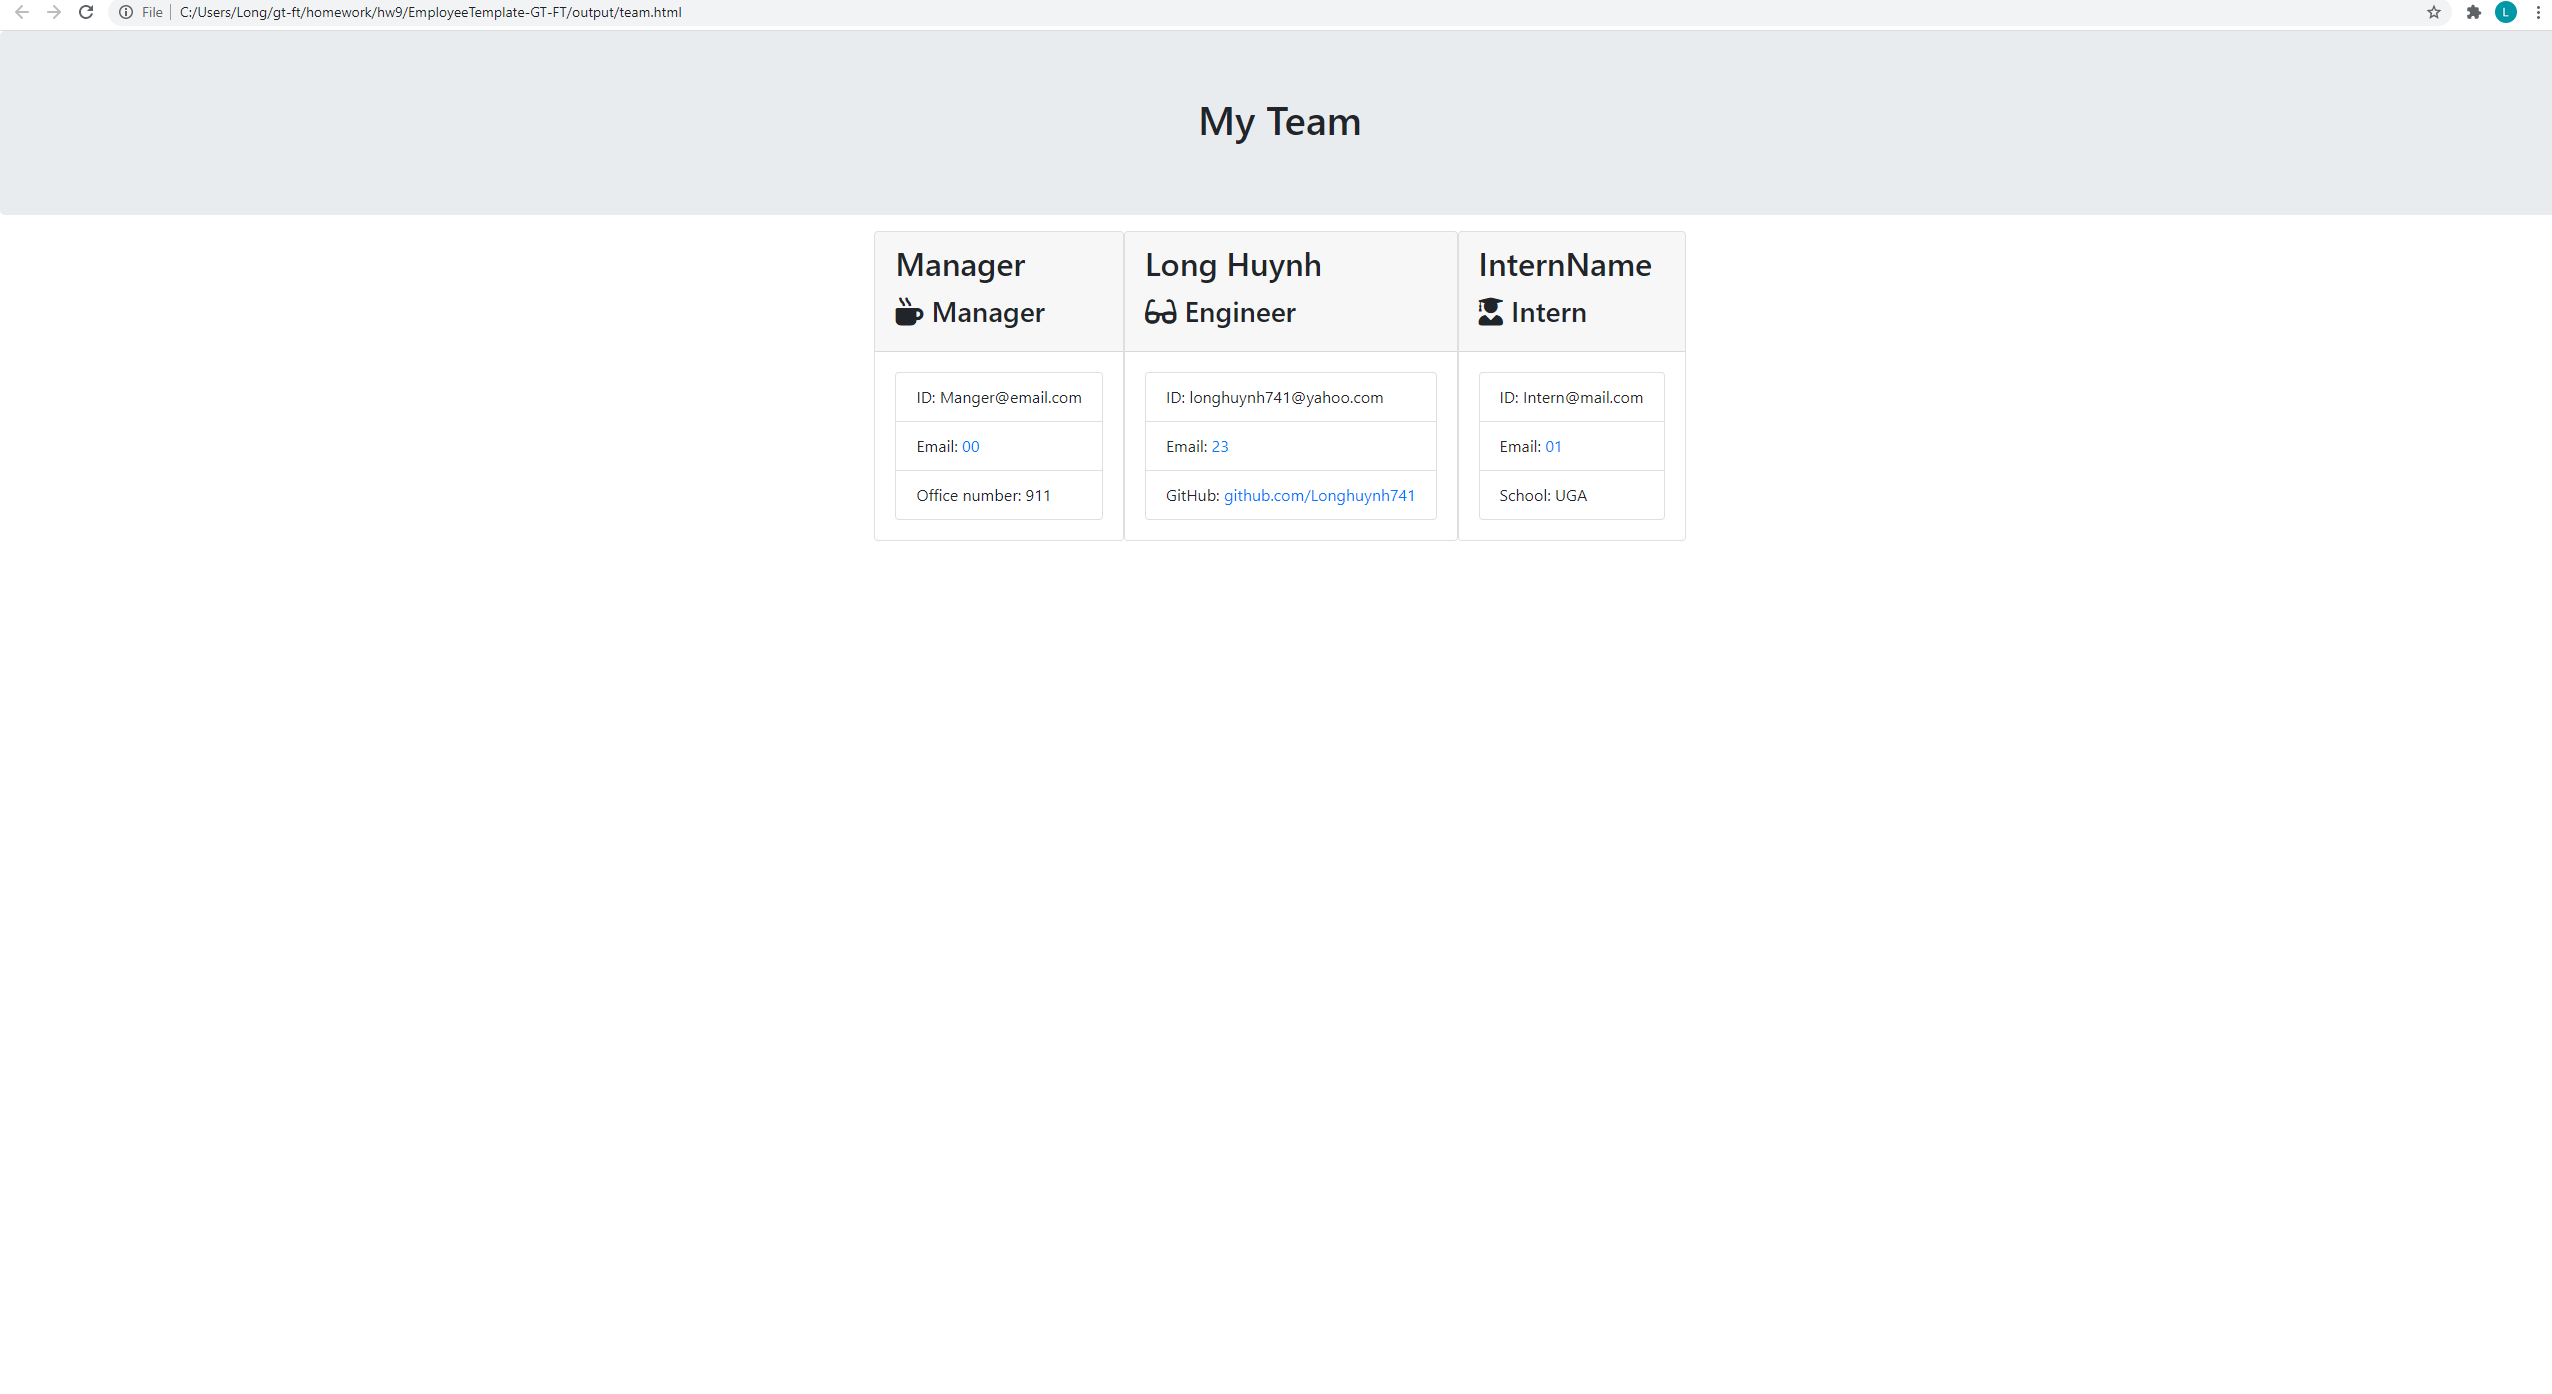 File C:/Users/Long/gt-ft/homework/hw9/EmployeeTemplate-GT-FT/output/team.html
L
My Team
Manager
Manager
ID: Manger@email.com
Email: 00
Office number: 911
Long Huynh
Engineer
ID: longhuynh741@yahoo.com
Email: 23
GitHub: github.com/Longhuynh741
InternName
Intern
ID: Intern@mail.com
Email: 01
School: UGA